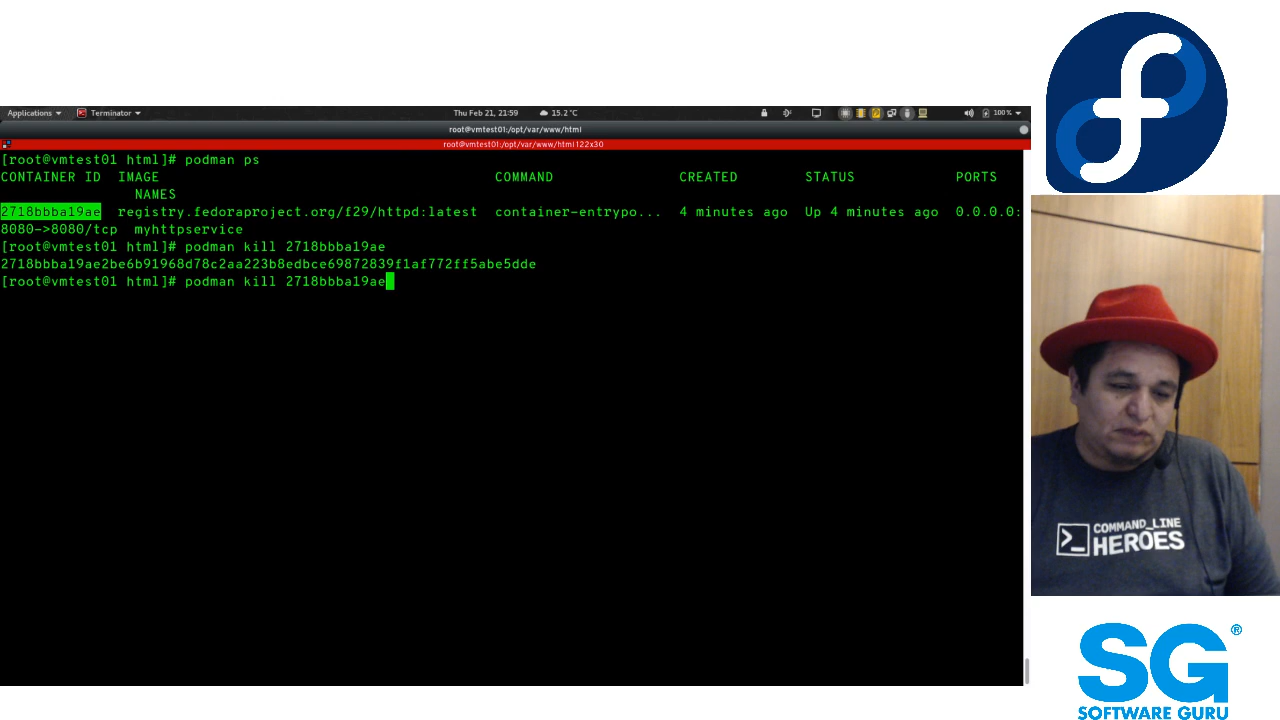 Applications
Terminator
Thu Feb 21, 21:59
15.2°C
100%
root@vmtest01:/opt/var/www/html
root@vmtest01:/opt/var/www/html 122x30
[root@vmtest01 html]# podman ps
CONTAINER ID  IMAGE  COMMAND  CREATED  STATUS  PORTS
NAMES
2718bbba19ae  registry.fedoraproject.org/f29/httpd:latest  container-entrypo...  4 minutes ago  Up 4 minutes ago  0.0.0.0:
8080->8080/tcp  myhttpservice
[root@vmtest01 html]# podman kill 2718bbba19ae
2718bbba19ae2be6b91968d78c2aa223b8edbce69872839f1af772ff5abe5dde
[root@vmtest01 html]# podman kill 2718bbba19ae
COMMAND_LINE
HEROES
SG®
SOFTWARE GURU